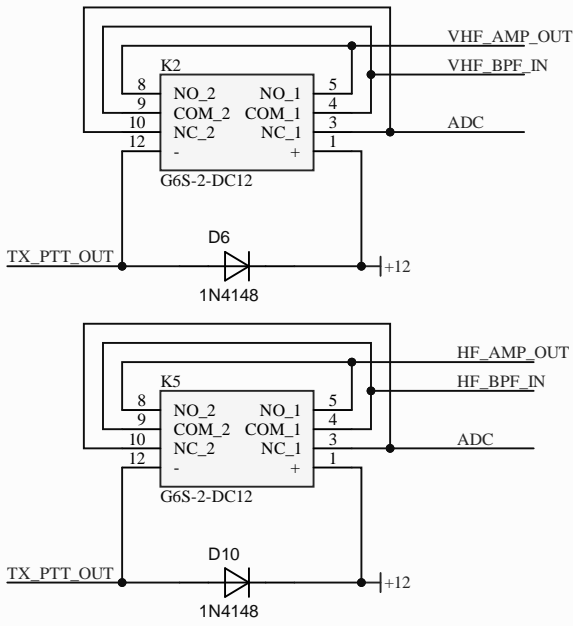 VHF_AMP_OUT
VHF_BPF_IN
K2
8 NO_2 NO_1 5
9 COM_2 COM_1 4
10 NC_2 NC_1 3 ADC
12 - + 1
G6S-2-DC12
D6
TX_PTT_OUT +12
1N4148
HF_AMP_OUT
HF_BPF_IN
K5
8 NO_2 NO_1 5
9 COM_2 COM_1 4
10 NC_2 NC_1 3 ADC
12 - + 1
G6S-2-DC12
D10
TX_PTT_OUT +12
1N4148